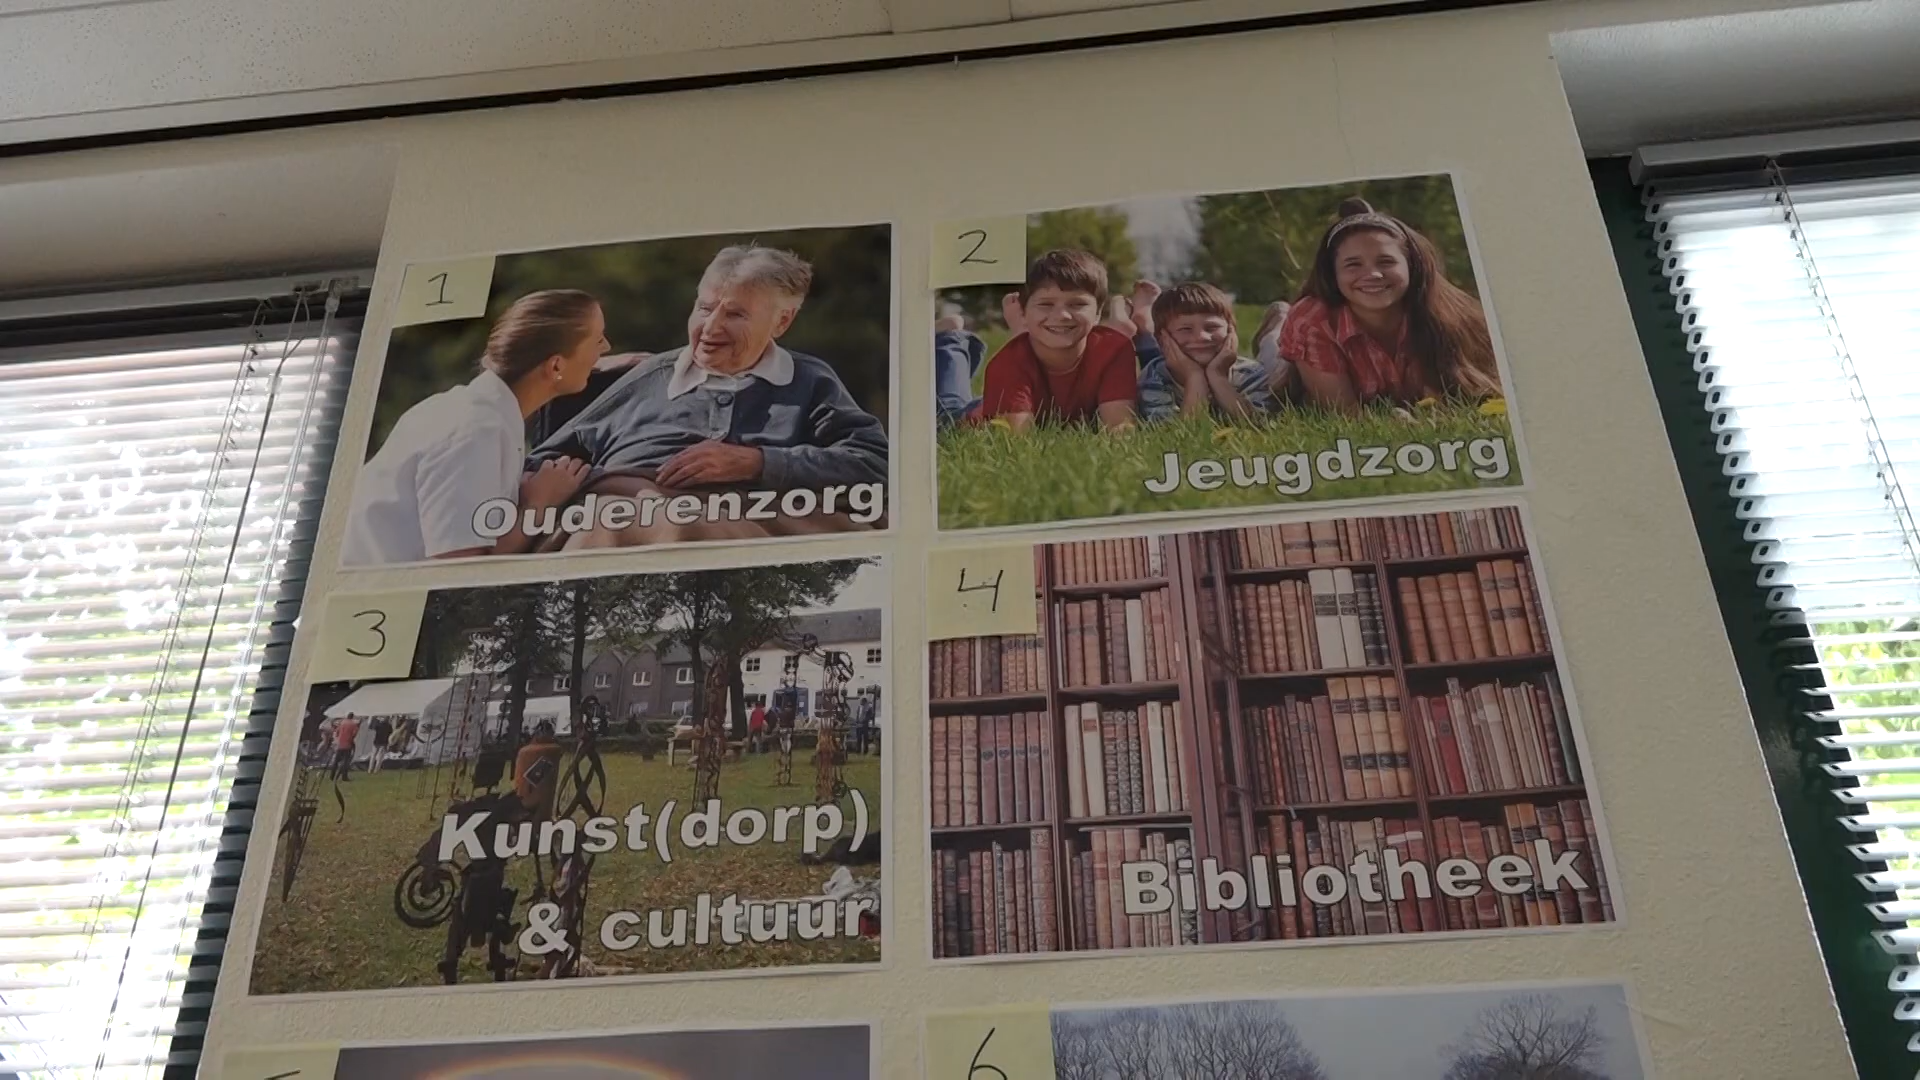 1
Ouderenzorg
2
Jeugdzorg
3
Kunst(dorp)
& cultuur
4
Bibliotheek
6